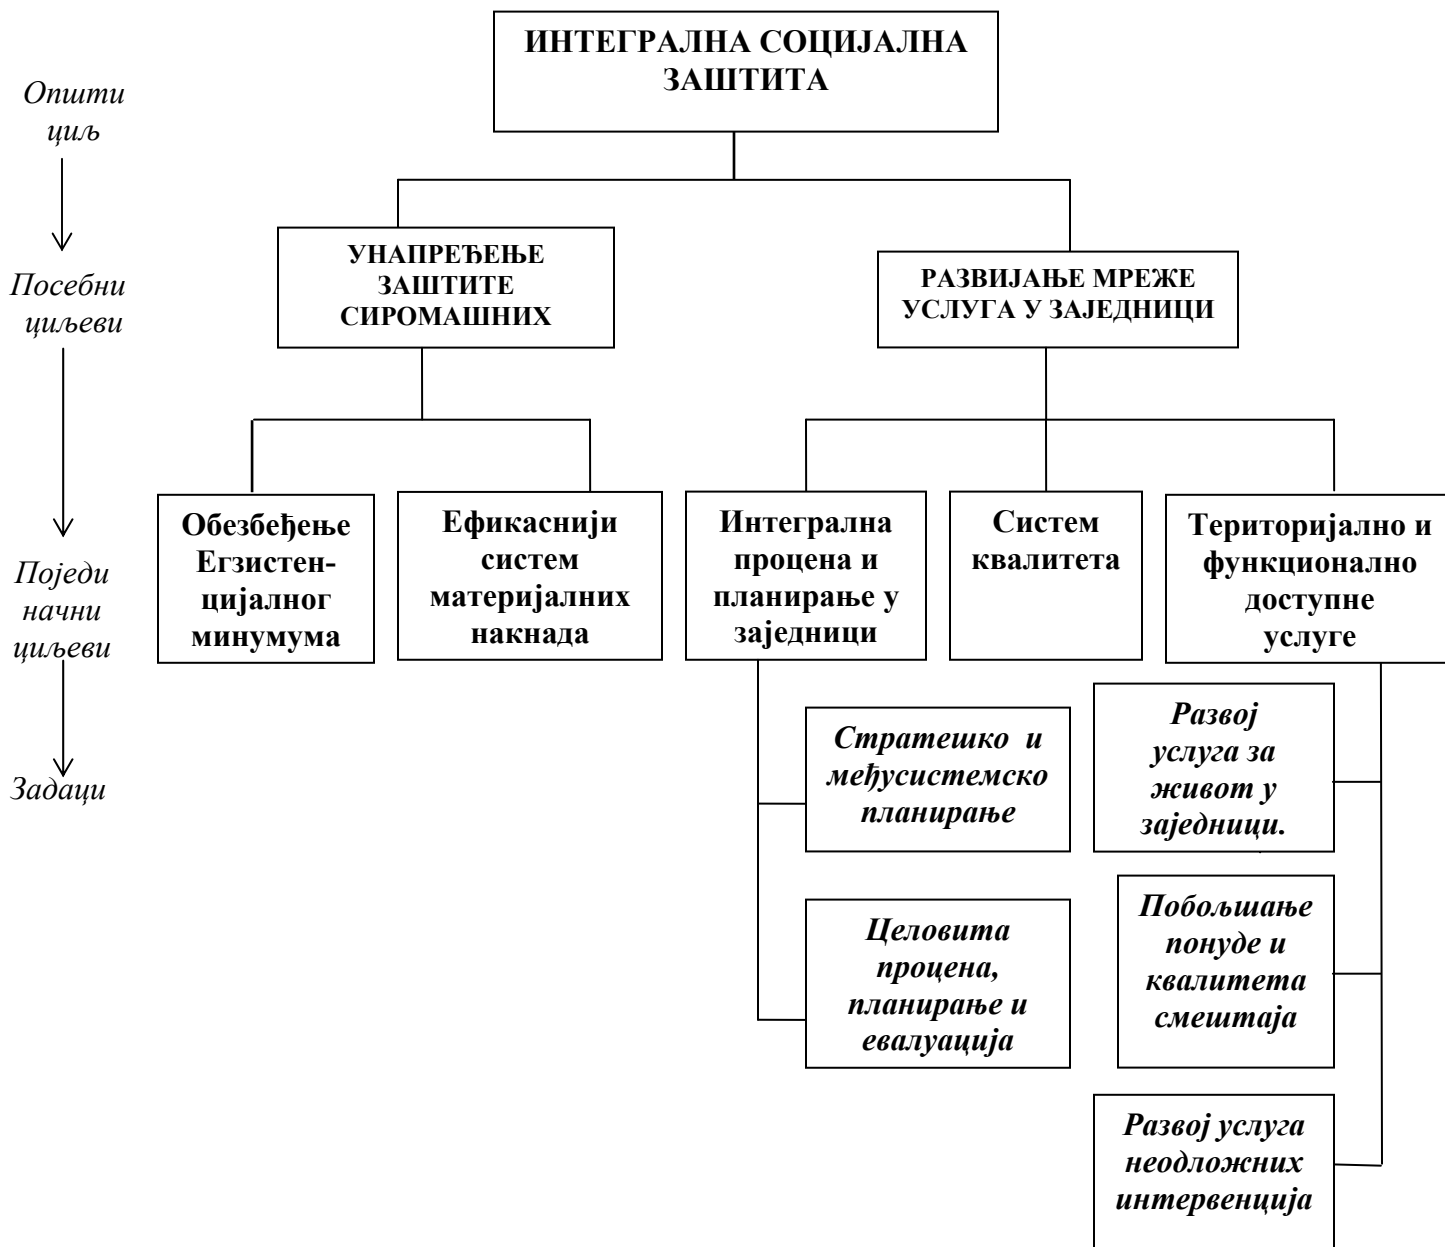 ИНТЕГРАЛНА СОЦИЈАЛНА
ЗАШТИТА
Општи
циљ
УНАПРЕЂЕЊЕ
ЗАШТИТЕ
СИРОМАШНИХ
РАЗВИЈАЊЕ МРЕЖЕ
УСЛУГА У ЗАЈЕДНИЦИ
Посебни
циљеви
Обезбеђење
Егзистен-
цијалног
минумума
Ефикаснији
систем
материјалних
накнада
Интегрална
процена и
планирање у
заједници
Систем
квалитета
Територијално и
функционално
доступне
услуге
Поједи
начни
циљеви
Стратешко и
међусистемско
планирање
Развој
услуга за
живот у
заједници.
Задаци
Целовита
процена,
планирање и
евалуација
Побољшање
понуде и
квалитета
смештаја
Развој услуга
неодложних
интервенција